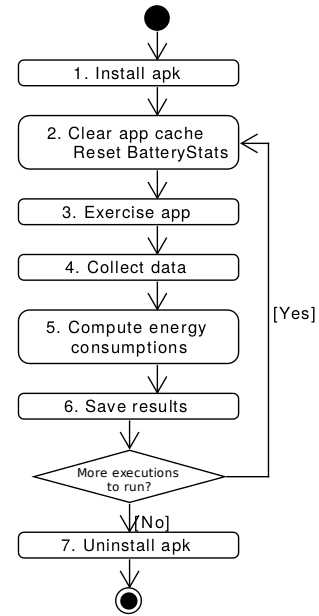 1. Install apk
2. Clear app cache
Reset BatteryStats
3. Exercise app
4. Collect data
[Yes]
5. Compute energy
consumptions
6. Save results
More executions
to run?
[No]
7. Uninstall apk